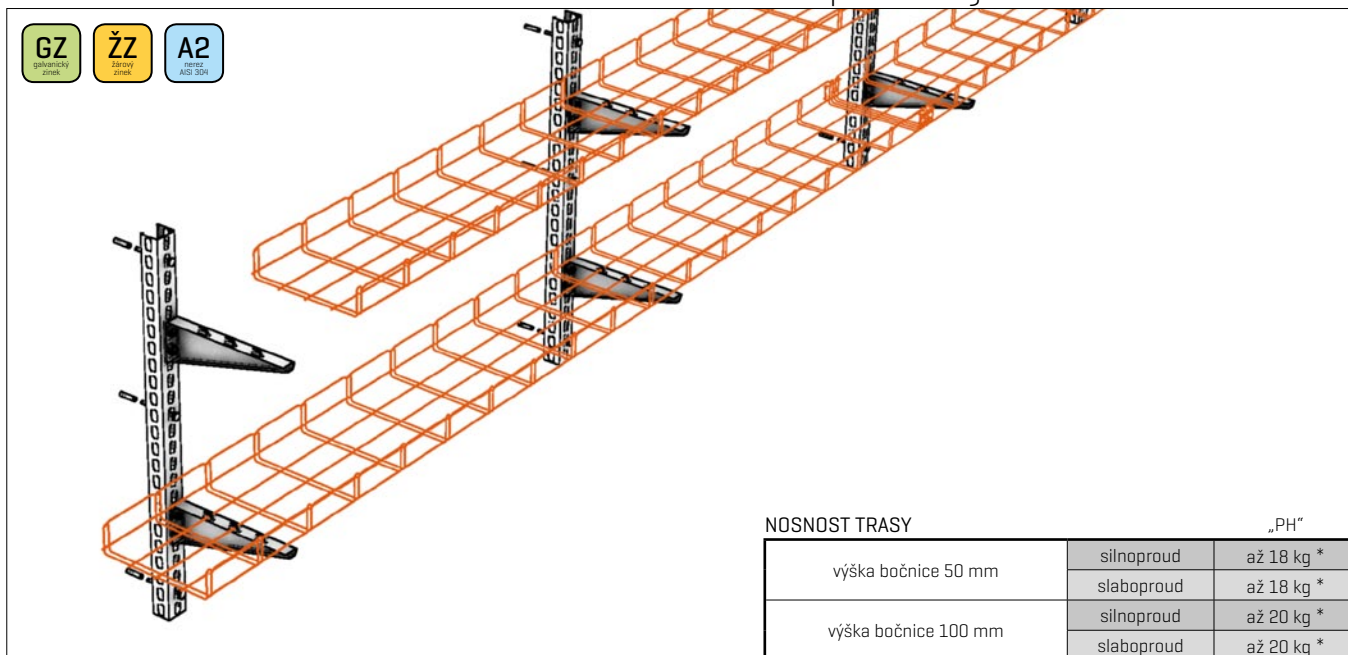 GZ
galvanický
zinek
ŽZ
žárový
zinek
A2
nerez
AISI 304
NOSNOST TRASY „PH“
výška bočnice 50 mm silnoproud až 18 kg *
slaboproud až 18 kg *
výška bočnice 100 mm silnoproud až 20 kg *
slaboproud až 20 kg *